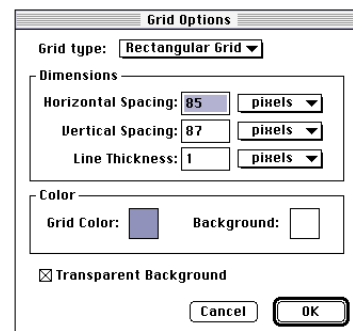 Grid Options
Grid type: Rectangular Grid
Dimensions
Horizontal Spacing: 85 pixels
Vertical Spacing: 87 pixels
Line Thickness: 1 pixels
Color
Grid Color: Background:
Transparent Background
Cancel OK